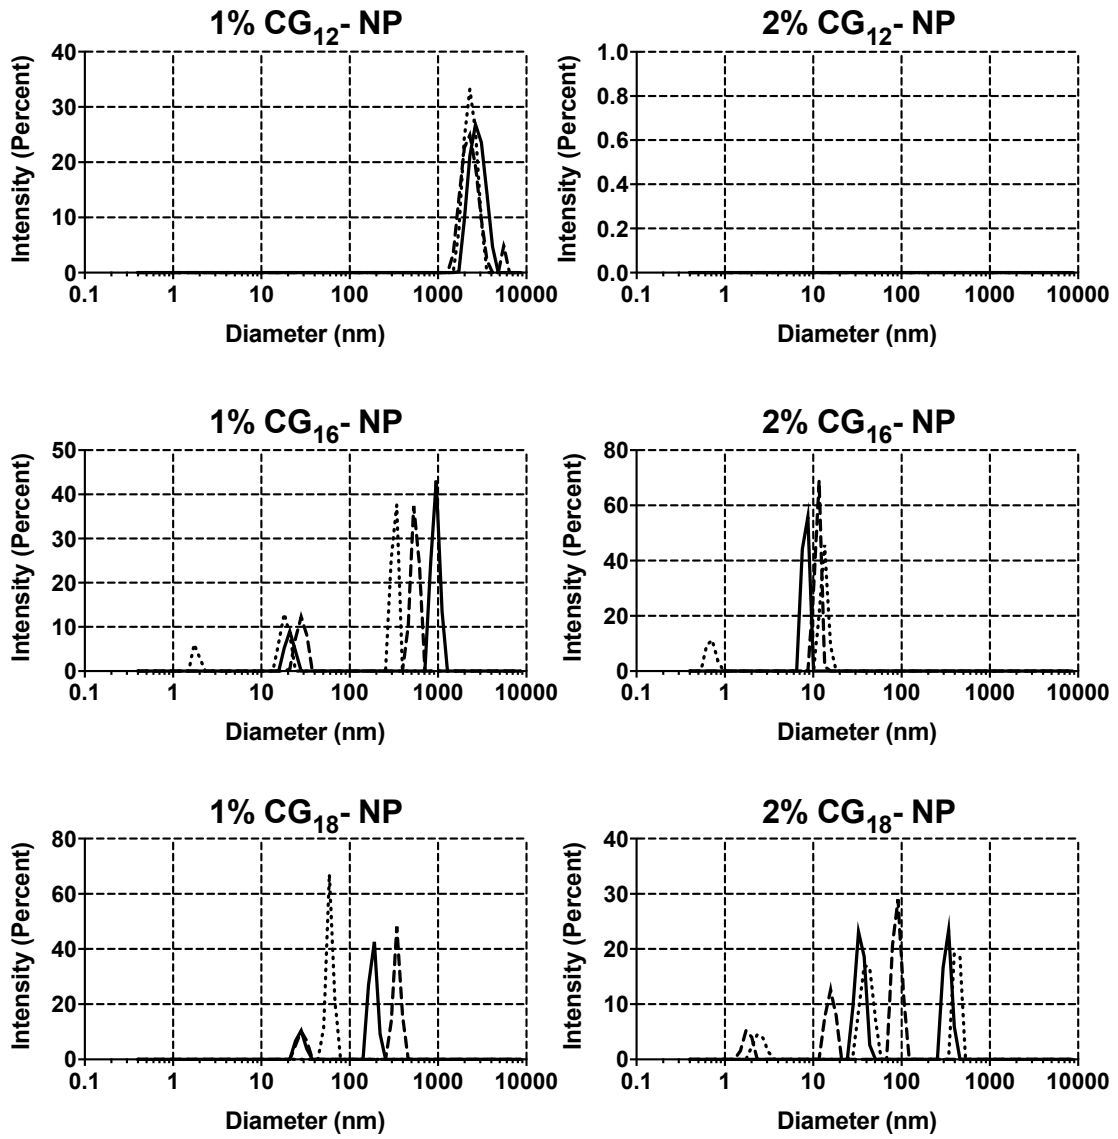 1% CG12- NP
Intensity (Percent)
40
30
20
10
0
0.1 1 10 100 1000 10000
Diameter (nm)
2% CG12- NP
Intensity (Percent)
1.0
0.8
0.6
0.4
0.2
0.0
0.1 1 10 100 1000 10000
Diameter (nm)
1% CG16- NP
Intensity (Percent)
50
40
30
20
10
0
0.1 1 10 100 1000 10000
Diameter (nm)
2% CG16- NP
Intensity (Percent)
80
60
40
20
0
0.1 1 10 100 1000 10000
Diameter (nm)
1% CG18- NP
Intensity (Percent)
80
60
40
20
0
0.1 1 10 100 1000 10000
Diameter (nm)
2% CG18- NP
Intensity (Percent)
40
30
20
10
0
0.1 1 10 100 1000 10000
Diameter (nm)